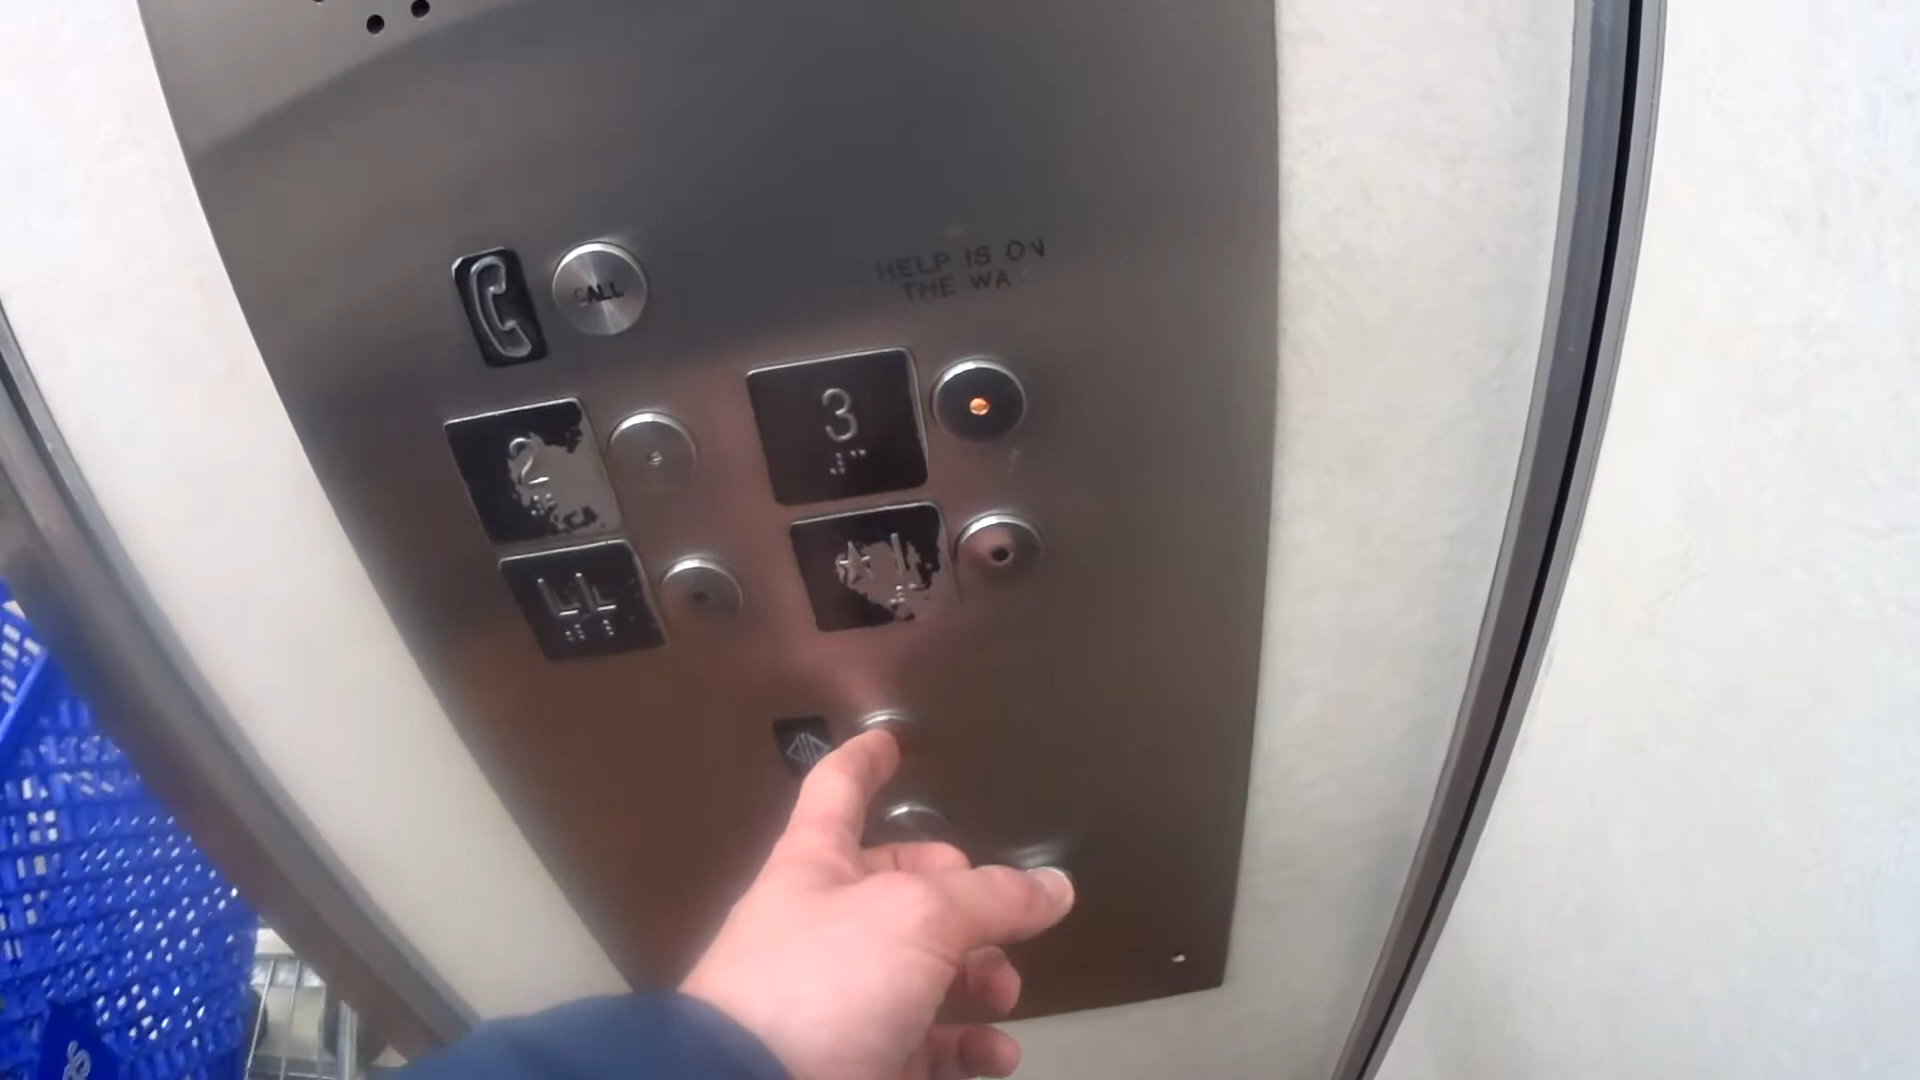 CALL
HELP IS ON
THE WA
2
3
LL
★ L